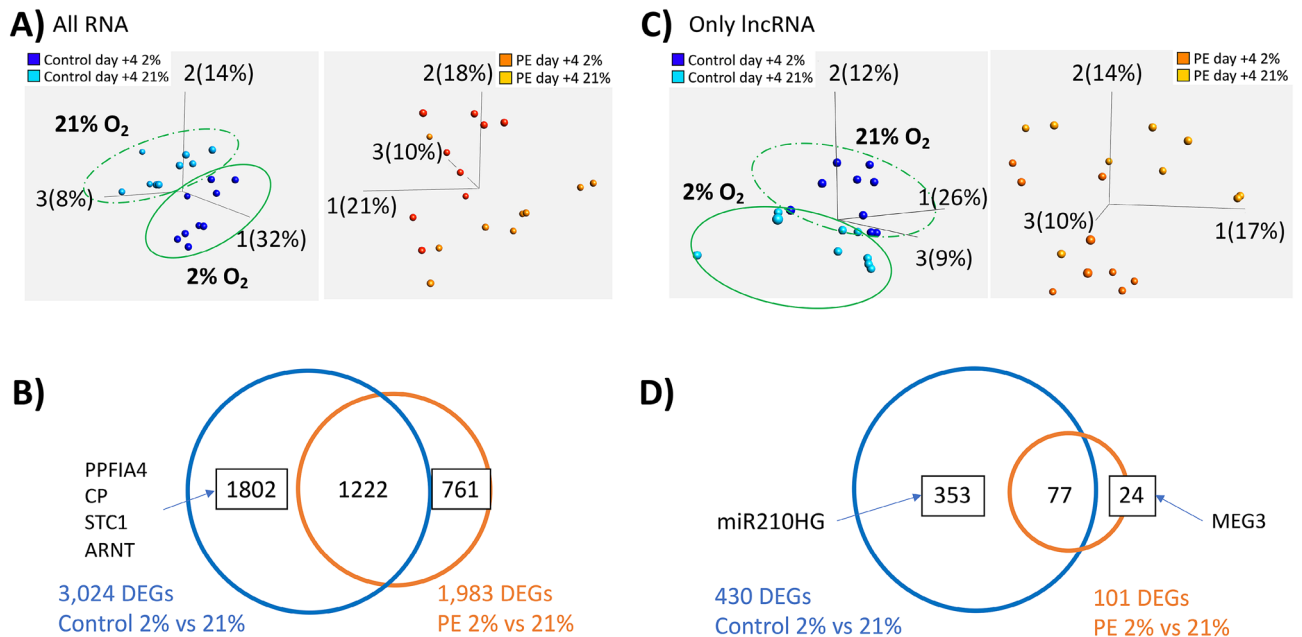 A) All RNA
Control day +4 2%
Control day +4 21%
2(14%)
21% O2
3(8%)
1(32%)
2% O2
PE day +4 2%
PE day +4 21%
2(18%)
3(10%)
1(21%)
C) Only lncRNA
Control day +4 2%
Control day +4 21%
2(12%)
21% O2
2% O2
1(26%)
3(9%)
PE day +4 2%
PE day +4 21%
2(14%)
3(10%)
1(17%)
B)
PPFIA4
CP
STC1
ARNT
1802
1222
761
3,024 DEGs
Control 2% vs 21%
1,983 DEGs
PE 2% vs 21%
D)
miR210HG
353
77
24
MEG3
430 DEGs
Control 2% vs 21%
101 DEGs
PE 2% vs 21%